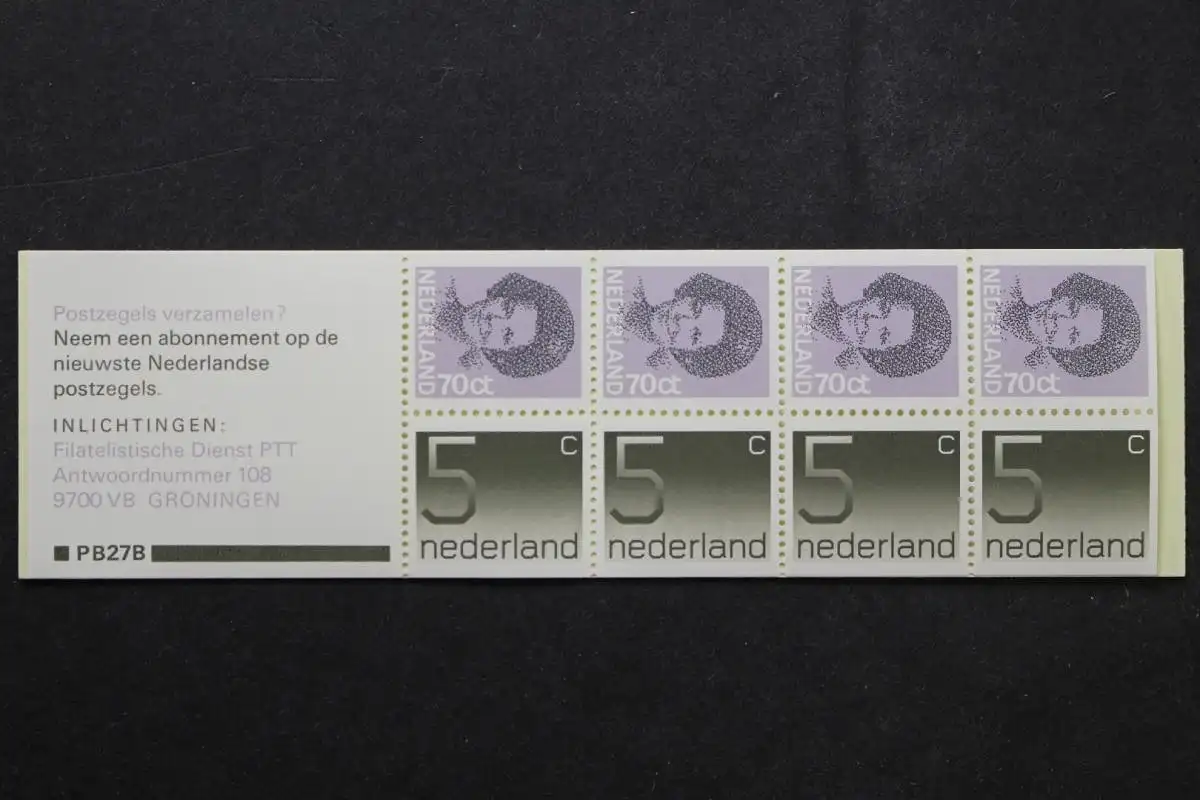 Postzegels verzamelen?
Neem een abonnement op de
nieuwste Nederlandse
postzegels.
INLICHTINGEN:
Filatelistische Dienst PTT
Antwoordnummer 108
9700 VB GRONINGEN
PB27B
NEDERLAND
70ct
NEDERLAND
70ct
NEDERLAND
70ct
NEDERLAND
70ct
5 c
nederland
5 c
nederland
5 c
nederland
5 c
nederland